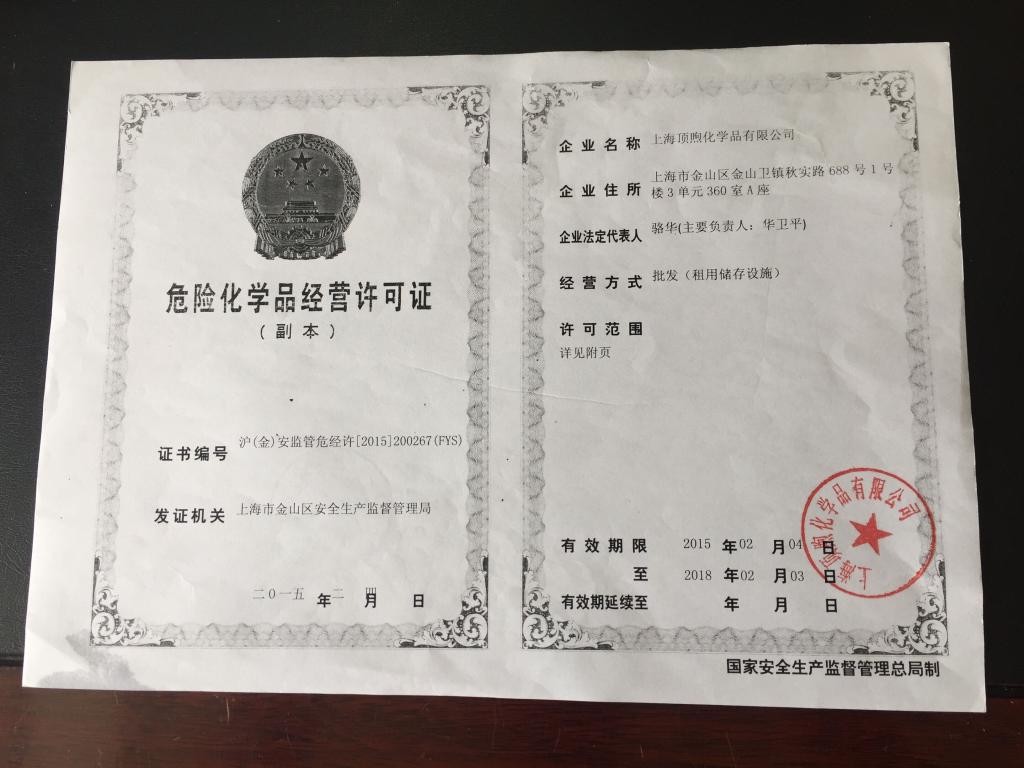 危险化学品经营许可证
（副本）
证书编号 沪(金)安监管危经许[2015]200267(FYS)
发证机关 上海市金山区安全生产监督管理局
二〇一五 年 二 月 四 日
企业名称 上海顶煦化学品有限公司
企业住所 上海市金山区金山卫镇秋实路688号1号
楼3单元360室A座
企业法定代表人 骆华(主要负责人：华卫平)
经营方式 批发（租用储存设施）
许可范围
详见附页
有效期限 2015 年 02 月 04 日
至 2018 年 02 月 03 日
有效期延续至 年 月 日
上海顶煦化学品有限公司
国家安全生产监督管理总局制